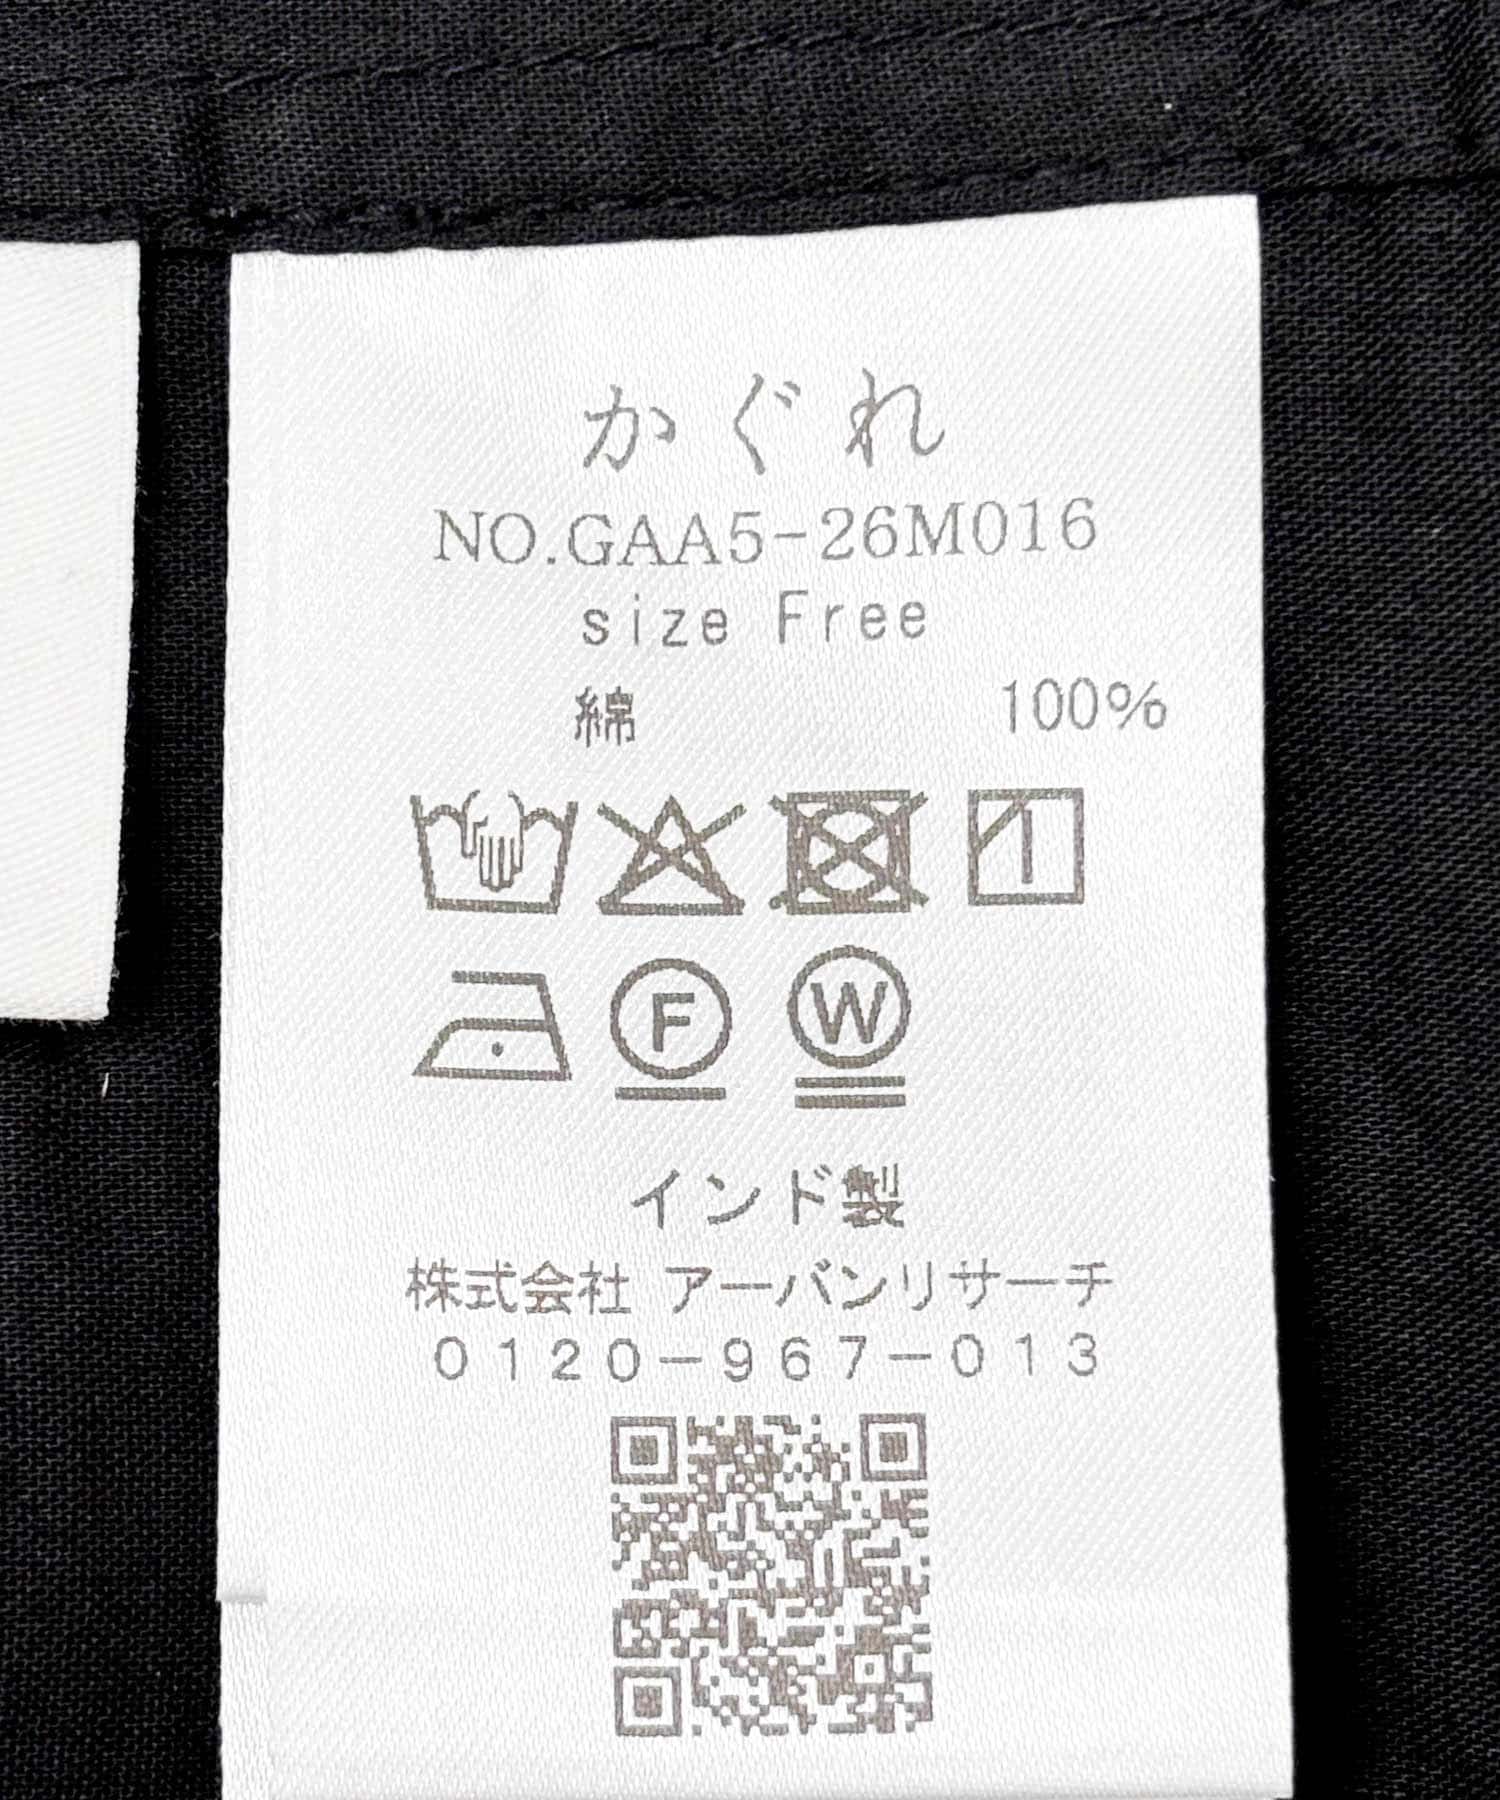 かぐれ
NO.GAA5-26M016
size Free
綿 100%
F W
インド製
株式会社 アーバンリサーチ
0120-967-013